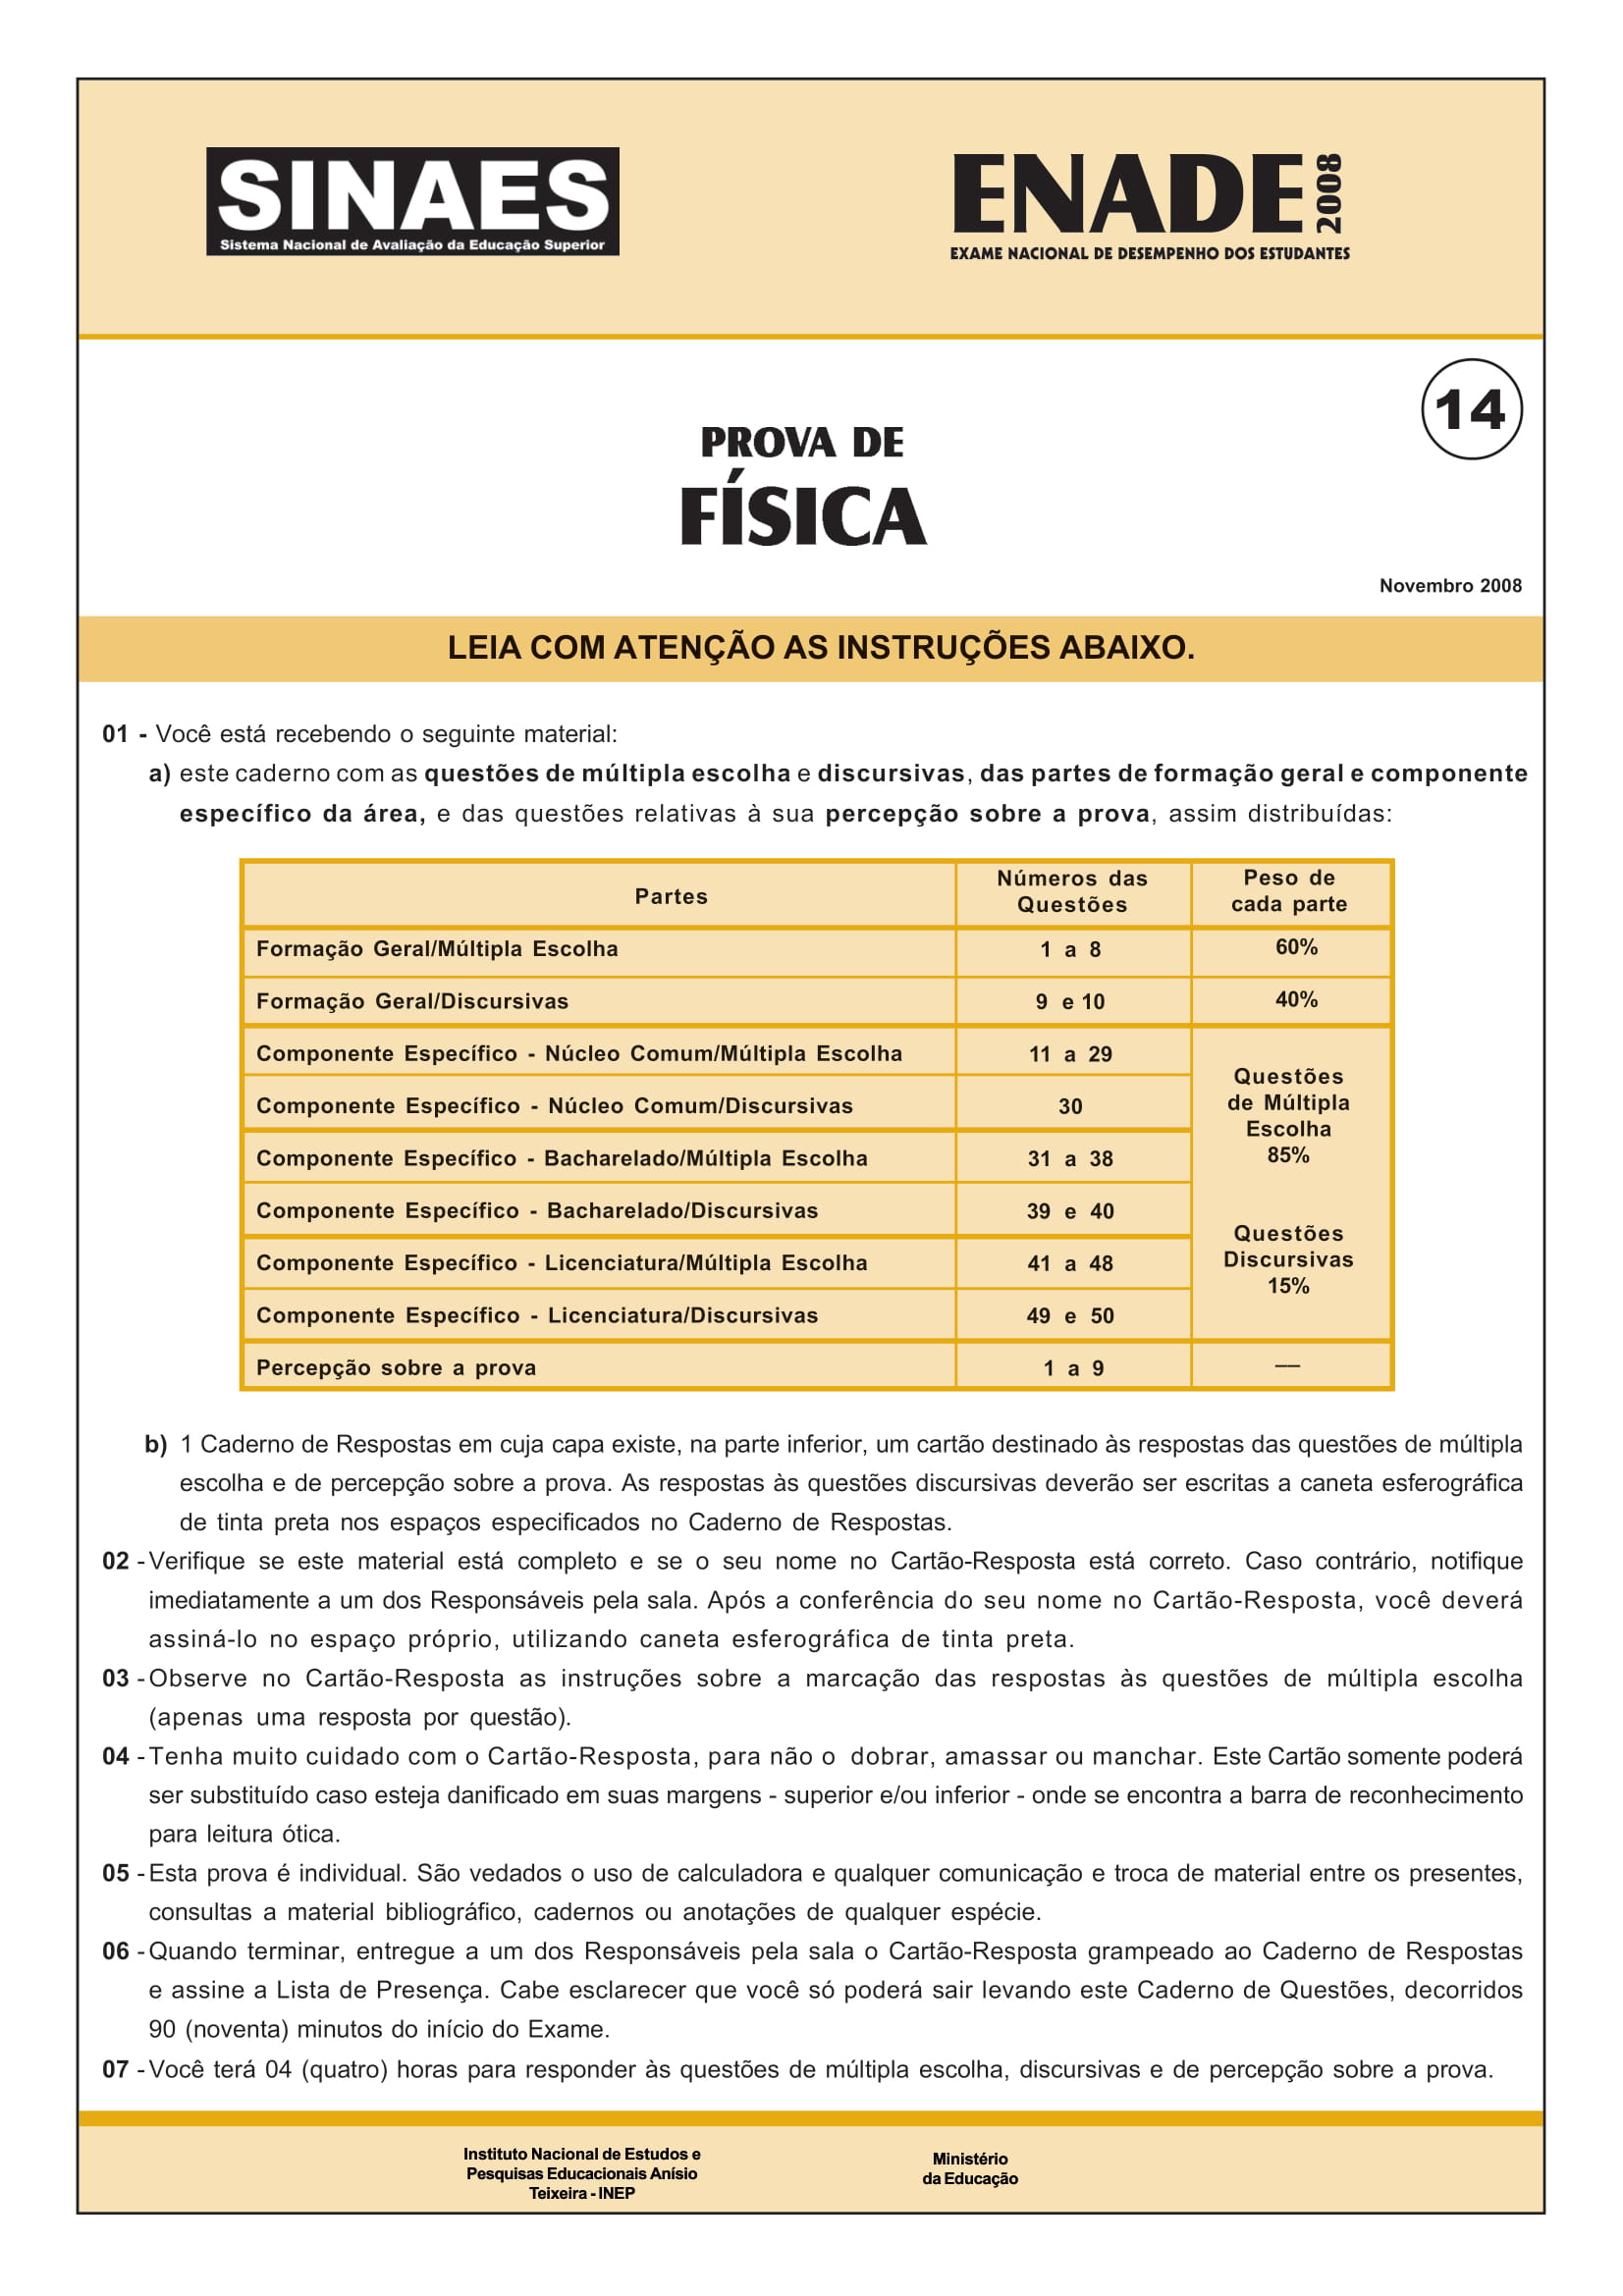 SINAES
Sistema Nacional de Avaliação da Educação Superior
ENADE 2008
EXAME NACIONAL DE DESEMPENHO DOS ESTUDANTES
14
PROVA DE
FÍSICA
Novembro 2008
LEIA COM ATENÇÃO AS INSTRUÇÕES ABAIXO.
01 - Você está recebendo o seguinte material:
a) este caderno com as questões de múltipla escolha e discursivas, das partes de formação geral e componente
específico da área, e das questões relativas à sua percepção sobre a prova, assim distribuídas:
Partes
Números das
Questões
Peso de
cada parte
Formação Geral/Múltipla Escolha 1 a 8 60%
Formação Geral/Discursivas 9 e 10 40%
Componente Específico - Núcleo Comum/Múltipla Escolha 11 a 29
Componente Específico - Núcleo Comum/Discursivas 30
Componente Específico - Bacharelado/Múltipla Escolha 31 a 38
Componente Específico - Bacharelado/Discursivas 39 e 40
Componente Específico - Licenciatura/Múltipla Escolha 41 a 48
Componente Específico - Licenciatura/Discursivas 49 e 50
Questões
de Múltipla
Escolha
85%
Questões
Discursivas
15%
Percepção sobre a prova 1 a 9 —
b) 1 Caderno de Respostas em cuja capa existe, na parte inferior, um cartão destinado às respostas das questões de múltipla
escolha e de percepção sobre a prova. As respostas às questões discursivas deverão ser escritas a caneta esferográfica
de tinta preta nos espaços especificados no Caderno de Respostas.
02 - Verifique se este material está completo e se o seu nome no Cartão-Resposta está correto. Caso contrário, notifique
imediatamente a um dos Responsáveis pela sala. Após a conferência do seu nome no Cartão-Resposta, você deverá
assiná-lo no espaço próprio, utilizando caneta esferográfica de tinta preta.
03 - Observe no Cartão-Resposta as instruções sobre a marcação das respostas às questões de múltipla escolha
(apenas uma resposta por questão).
04 - Tenha muito cuidado com o Cartão-Resposta, para não o dobrar, amassar ou manchar. Este Cartão somente poderá
ser substituído caso esteja danificado em suas margens - superior e/ou inferior - onde se encontra a barra de reconhecimento
para leitura ótica.
05 - Esta prova é individual. São vedados o uso de calculadora e qualquer comunicação e troca de material entre os presentes,
consultas a material bibliográfico, cadernos ou anotações de qualquer espécie.
06 - Quando terminar, entregue a um dos Responsáveis pela sala o Cartão-Resposta grampeado ao Caderno de Respostas
e assine a Lista de Presença. Cabe esclarecer que você só poderá sair levando este Caderno de Questões, decorridos
90 (noventa) minutos do início do Exame.
07 - Você terá 04 (quatro) horas para responder às questões de múltipla escolha, discursivas e de percepção sobre a prova.
Instituto Nacional de Estudos e
Pesquisas Educacionais Anísio
Teixeira - INEP
Ministério
da Educação